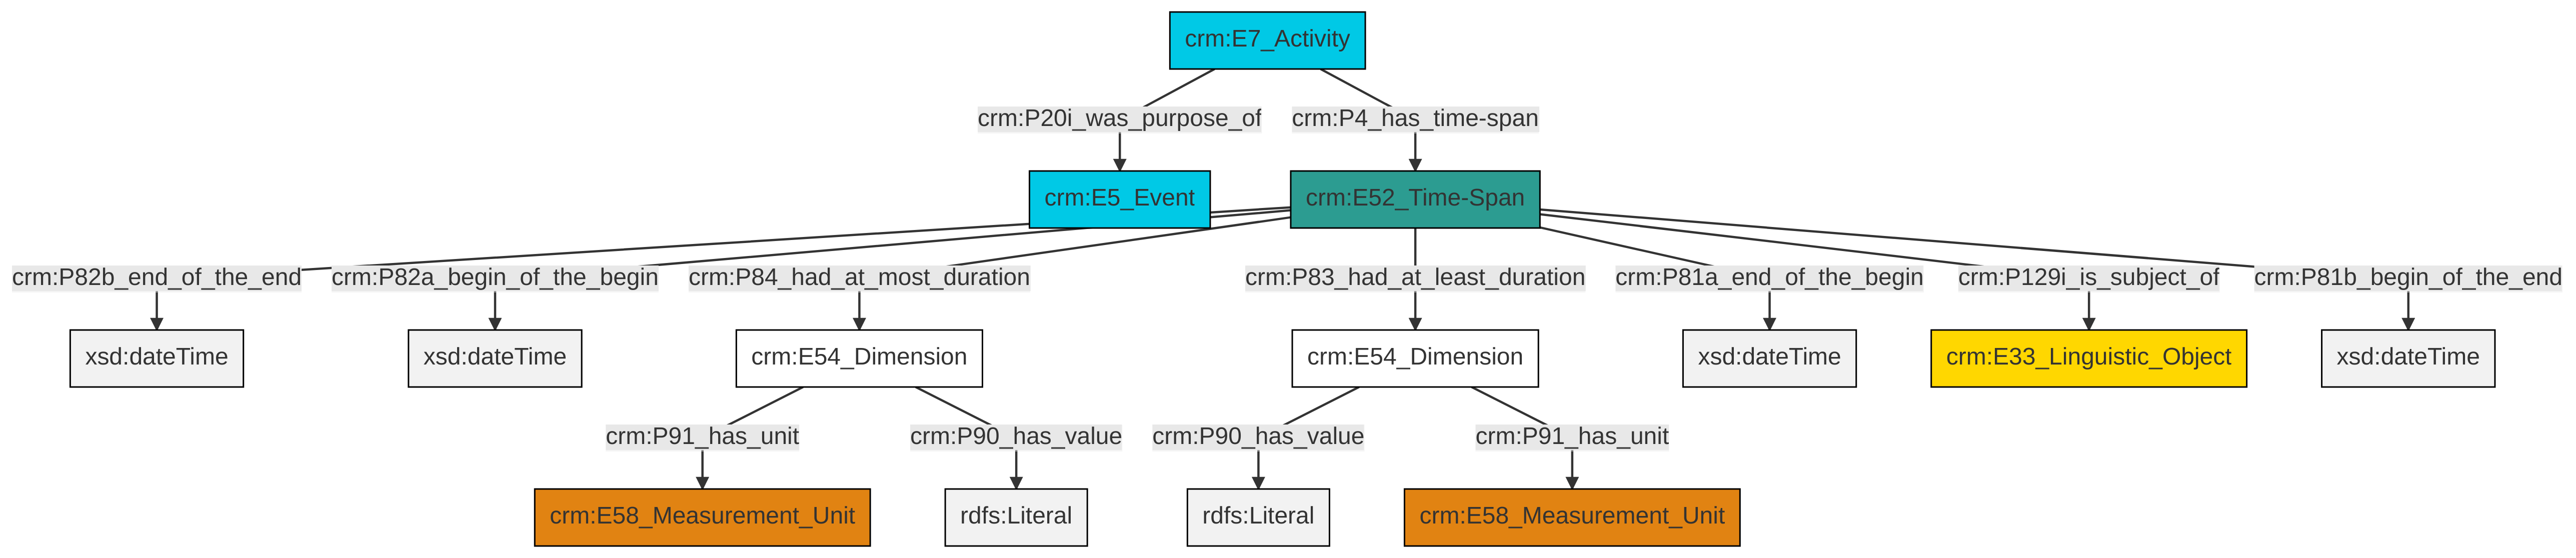 crm:E7_Activity
crm:P20i_was_purpose_of
crm:P4_has_time-span
crm:E5_Event
crm:E52_Time-Span
crm:P82b_end_of_the_end
crm:P82a_begin_of_the_begin
crm:P84_had_at_most_duration
crm:P83_had_at_least_duration
crm:P81a_end_of_the_begin
crm:P129i_is_subject_of
crm:P81b_begin_of_the_end
xsd:dateTime
xsd:dateTime
crm:E54_Dimension
crm:E54_Dimension
xsd:dateTime
crm:E33_Linguistic_Object
xsd:dateTime
crm:P91_has_unit
crm:P90_has_value
crm:P90_has_value
crm:P91_has_unit
crm:E58_Measurement_Unit
rdfs:Literal
rdfs:Literal
crm:E58_Measurement_Unit